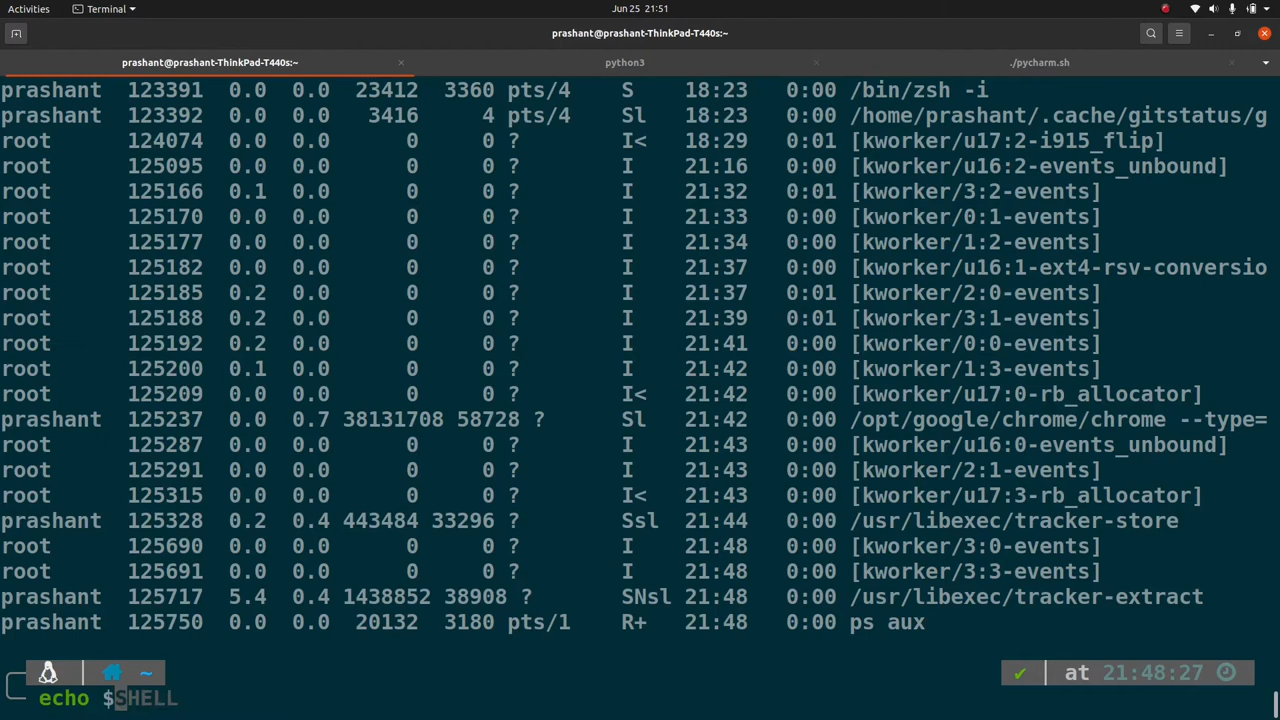 Activities Terminal Jun 25 21:51
prashant@prashant-ThinkPad-T440s:~
prashant@prashant-ThinkPad-T440s:~ python3 ./pycharm.sh
prashant 123391 0.0 0.0 23412 3360 pts/4 S 18:23 0:00 /bin/zsh -i
prashant 123392 0.0 0.0 3416 4 pts/4 Sl 18:23 0:00 /home/prashant/.cache/gitstatus/g
root 124074 0.0 0.0 0 0 ? I< 18:29 0:01 [kworker/u17:2-i915_flip]
root 125095 0.0 0.0 0 0 ? I 21:16 0:00 [kworker/u16:2-events_unbound]
root 125166 0.1 0.0 0 0 ? I 21:32 0:01 [kworker/3:2-events]
root 125170 0.0 0.0 0 0 ? I 21:33 0:00 [kworker/0:1-events]
root 125177 0.0 0.0 0 0 ? I 21:34 0:00 [kworker/1:2-events]
root 125182 0.0 0.0 0 0 ? I 21:37 0:00 [kworker/u16:1-ext4-rsv-conversio
root 125185 0.2 0.0 0 0 ? I 21:37 0:01 [kworker/2:0-events]
root 125188 0.2 0.0 0 0 ? I 21:39 0:01 [kworker/3:1-events]
root 125192 0.2 0.0 0 0 ? I 21:41 0:00 [kworker/0:0-events]
root 125200 0.1 0.0 0 0 ? I 21:42 0:00 [kworker/1:3-events]
root 125209 0.0 0.0 0 0 ? I< 21:42 0:00 [kworker/u17:0-rb_allocator]
prashant 125237 0.0 0.7 38131708 58728 ? Sl 21:42 0:00 /opt/google/chrome/chrome --type=
root 125287 0.0 0.0 0 0 ? I 21:43 0:00 [kworker/u16:0-events_unbound]
root 125291 0.0 0.0 0 0 ? I 21:43 0:00 [kworker/2:1-events]
root 125315 0.0 0.0 0 0 ? I< 21:43 0:00 [kworker/u17:3-rb_allocator]
prashant 125328 0.2 0.4 443484 33296 ? Ssl 21:44 0:00 /usr/libexec/tracker-store
root 125690 0.0 0.0 0 0 ? I 21:48 0:00 [kworker/3:0-events]
root 125691 0.0 0.0 0 0 ? I 21:48 0:00 [kworker/3:3-events]
prashant 125717 5.4 0.4 1438852 38908 ? SNsl 21:48 0:00 /usr/libexec/tracker-extract
prashant 125750 0.0 0.0 20132 3180 pts/1 R+ 21:48 0:00 ps aux
~ ✔ at 21:48:27
echo $SHELL